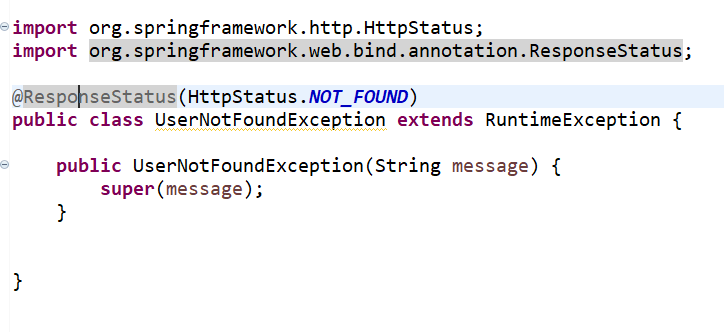 import org.springframework.http.HttpStatus;
import org.springframework.web.bind.annotation.ResponseStatus;
@ResponseStatus(HttpStatus.NOT_FOUND)
public class UserNotFoundException extends RuntimeException {
public UserNotFoundException(String message) {
super(message);
}
}